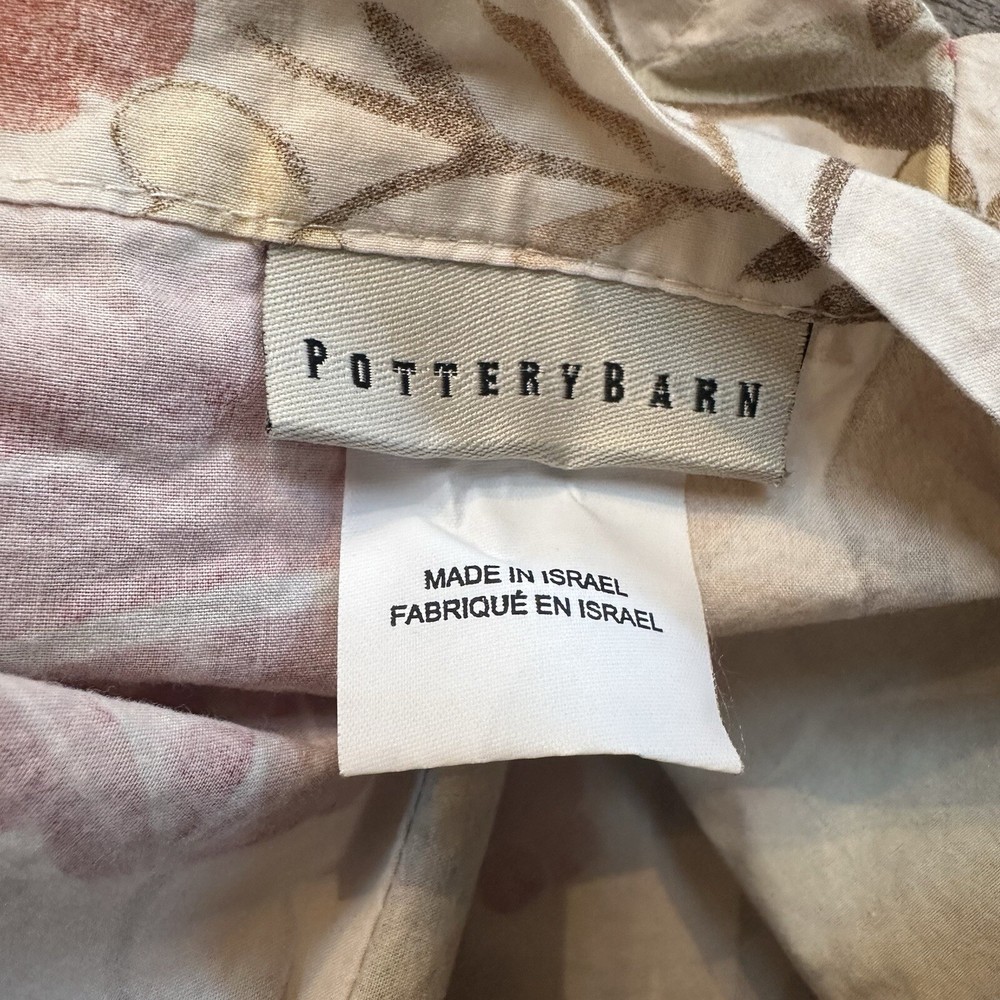 POTTERYBARN
MADE IN ISRAEL
FABRIQUÉ EN ISRAEL